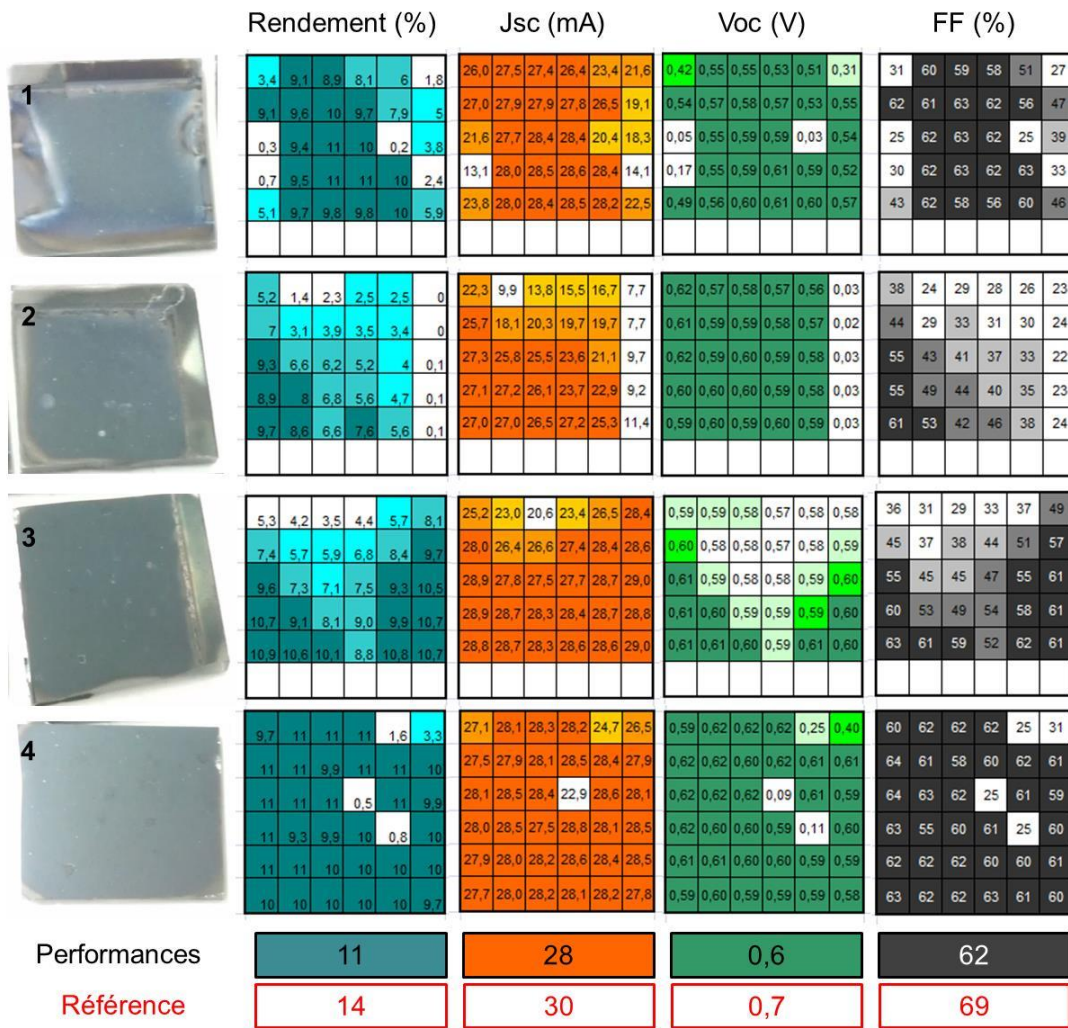 Rendement (%) Jsc (mA) Voc (V) FF (%)
1
3,4 9,1 8,9 8,1 6 1,8 26,0 27,5 27,4 26,4 23,4 21,6 0,42 0,55 0,55 0,53 0,51 0,31 31 60 59 58 51 27
9,1 9,6 10 9,7 7,9 5 27,0 27,9 27,9 27,8 26,5 19,1 0,54 0,57 0,58 0,57 0,53 0,55 62 61 63 62 56 47
0,3 9,4 11 10 0,2 3,8 21,6 27,7 28,4 28,4 20,4 18,3 0,05 0,55 0,59 0,59 0,03 0,54 25 62 63 62 25 39
0,7 9,5 11 11 10 2,4 13,1 28,0 28,5 28,6 28,4 14,1 0,17 0,55 0,59 0,61 0,59 0,52 30 62 63 62 63 33
5,1 9,7 9,8 9,8 10 5,9 23,8 28,0 28,4 28,5 28,2 22,5 0,49 0,56 0,60 0,61 0,60 0,57 43 62 58 56 60 46
2
5,2 1,4 2,3 2,5 2,5 0 22,3 9,9 13,8 15,5 16,7 7,7 0,62 0,57 0,58 0,57 0,56 0,03 38 24 29 28 26 23
7 3,1 3,9 3,5 3,4 0 25,7 18,1 20,3 19,7 19,7 7,7 0,61 0,59 0,59 0,58 0,57 0,02 44 29 33 31 30 24
9,3 6,6 6,2 5,2 4 0,1 27,3 25,8 25,5 23,6 21,1 9,7 0,62 0,59 0,60 0,59 0,58 0,03 55 43 41 37 33 22
8,9 8 6,8 5,6 4,7 0,1 27,1 27,2 26,1 23,7 22,9 9,2 0,60 0,60 0,60 0,58 0,58 0,03 55 49 44 40 35 23
9,7 8,6 6,6 7,6 5,6 0,1 27,0 27,0 26,5 27,2 25,3 11,4 0,59 0,60 0,59 0,60 0,59 0,03 61 53 42 46 38 24
3
5,3 4,2 3,5 4,4 5,7 8,1 25,2 23,0 20,6 23,4 26,5 28,4 0,59 0,59 0,58 0,57 0,58 0,58 36 31 29 33 37 49
7,4 5,7 5,9 6,8 8,4 9,7 28,0 26,4 26,6 27,4 28,4 28,6 0,60 0,58 0,58 0,57 0,58 0,59 45 37 38 44 51 57
9,6 7,3 7,1 7,5 9,3 10,5 28,9 27,8 27,5 27,7 28,7 29,0 0,61 0,59 0,58 0,58 0,59 0,60 55 45 45 47 55 61
10,7 9,1 8,1 9,0 9,9 10,7 28,9 28,7 28,3 28,4 28,7 28,8 0,61 0,60 0,59 0,59 0,59 0,60 60 53 49 54 58 61
10,9 10,6 10,1 8,8 10,8 10,7 28,8 28,7 28,3 28,6 28,6 29,0 0,61 0,61 0,60 0,59 0,61 0,60 63 61 59 52 62 61
4
9,7 11 11 11 1,6 3,3 27,1 28,1 28,3 28,2 24,7 26,5 0,59 0,62 0,62 0,62 0,25 0,40 60 62 62 62 25 31
11 11 9,9 11 11 10 27,5 27,9 28,1 28,5 28,4 27,9 0,62 0,62 0,60 0,62 0,61 0,61 64 61 58 60 62 61
11 11 11 0,5 11 9,9 28,1 28,5 28,4 22,9 28,6 28,1 0,62 0,62 0,62 0,09 0,61 0,59 64 63 62 25 61 59
11 9,3 9,9 10 0,8 10 28,0 28,5 27,5 28,8 28,1 28,5 0,62 0,60 0,60 0,59 0,11 0,60 63 55 60 61 25 60
10 10 10 10 10 10 27,9 28,0 28,2 28,6 28,4 28,5 0,61 0,61 0,60 0,60 0,59 0,59 62 62 62 60 60 61
10 10 10 10 10 9,7 27,7 28,0 28,2 28,1 28,2 27,8 0,59 0,59 0,60 0,59 0,59 0,58 63 62 62 63 61 60
Performances 11 28 0,6 62
Référence 14 30 0,7 69